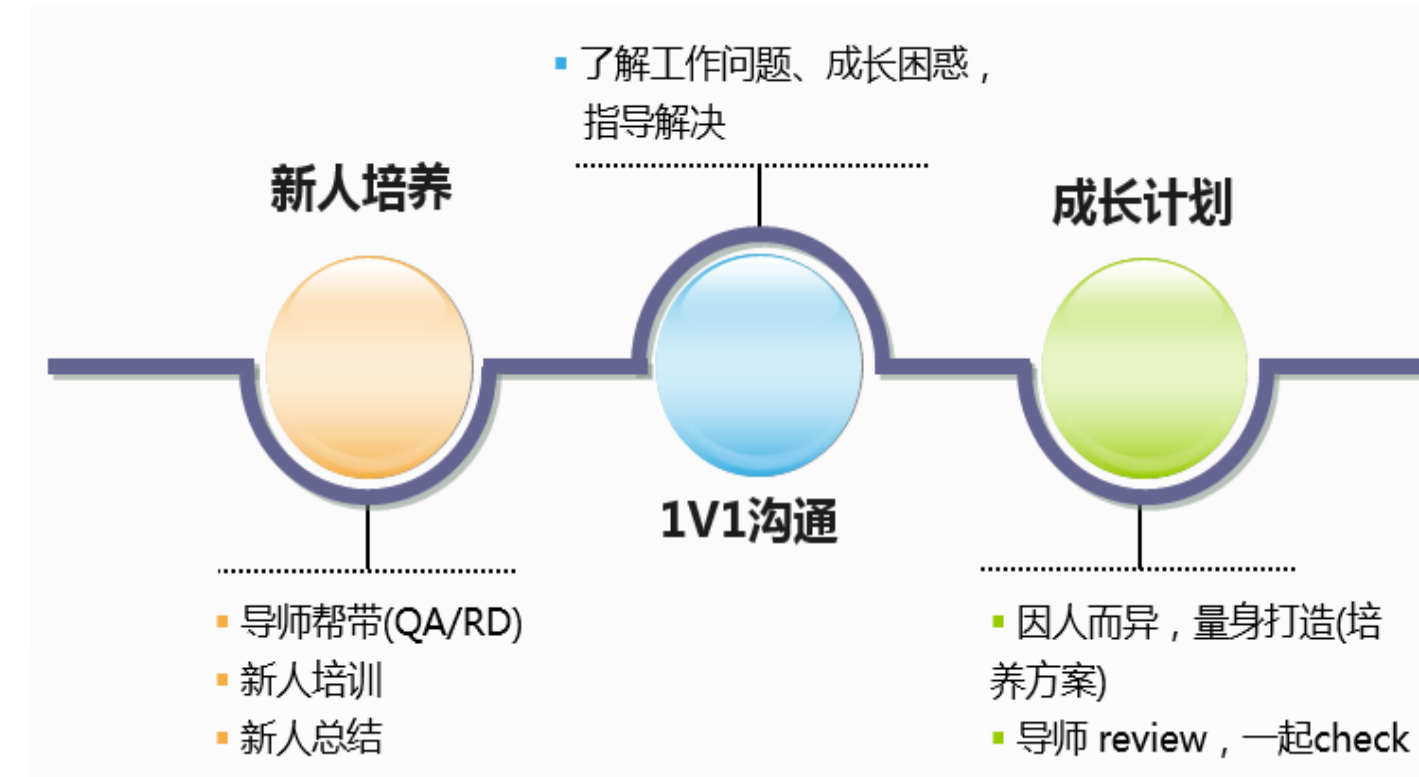 了解工作问题、成长困惑，
指导解决
新人培养
成长计划
1V1沟通
导师帮带(QA/RD)
新人培训
新人总结
因人而异，量身打造(培
养方案)
导师 review，一起check